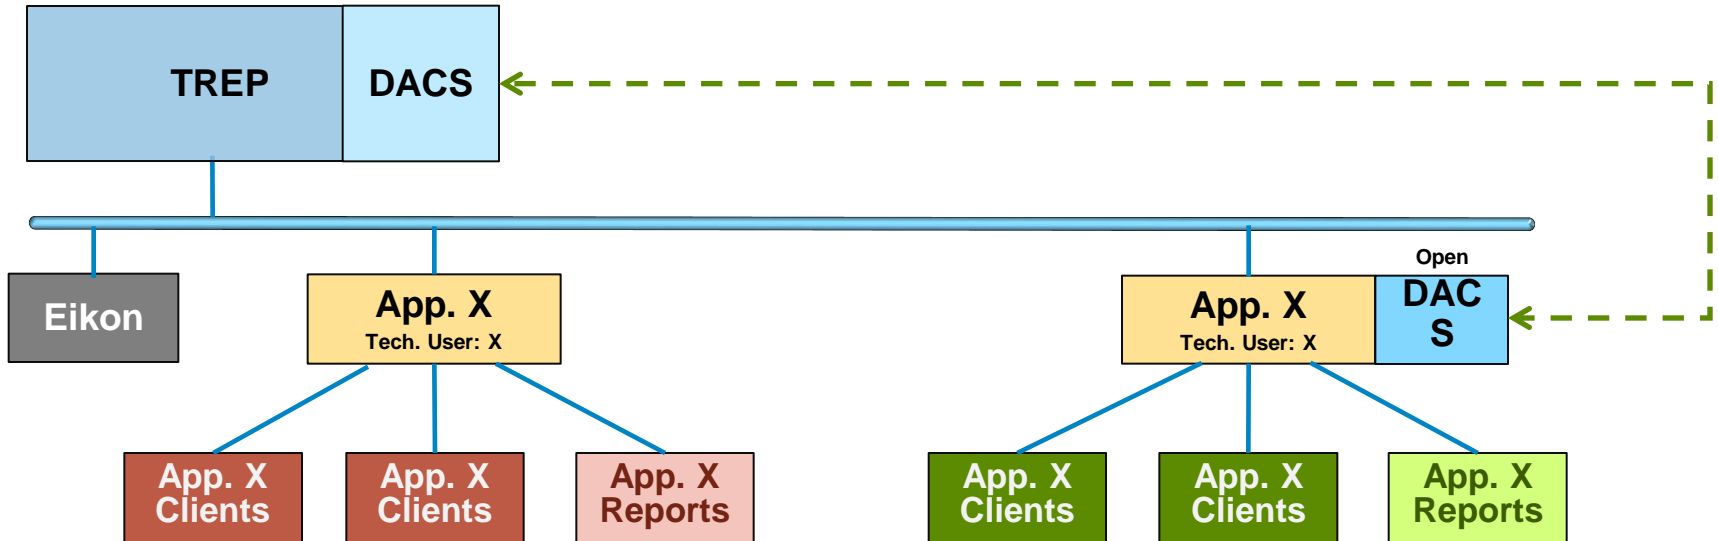 TREP
DACS
Eikon
App. X
Tech. User: X
App. X
Tech. User: X
Open
DAC
S
App. X
Clients
App. X
Clients
App. X
Reports
App. X
Clients
App. X
Clients
App. X
Reports